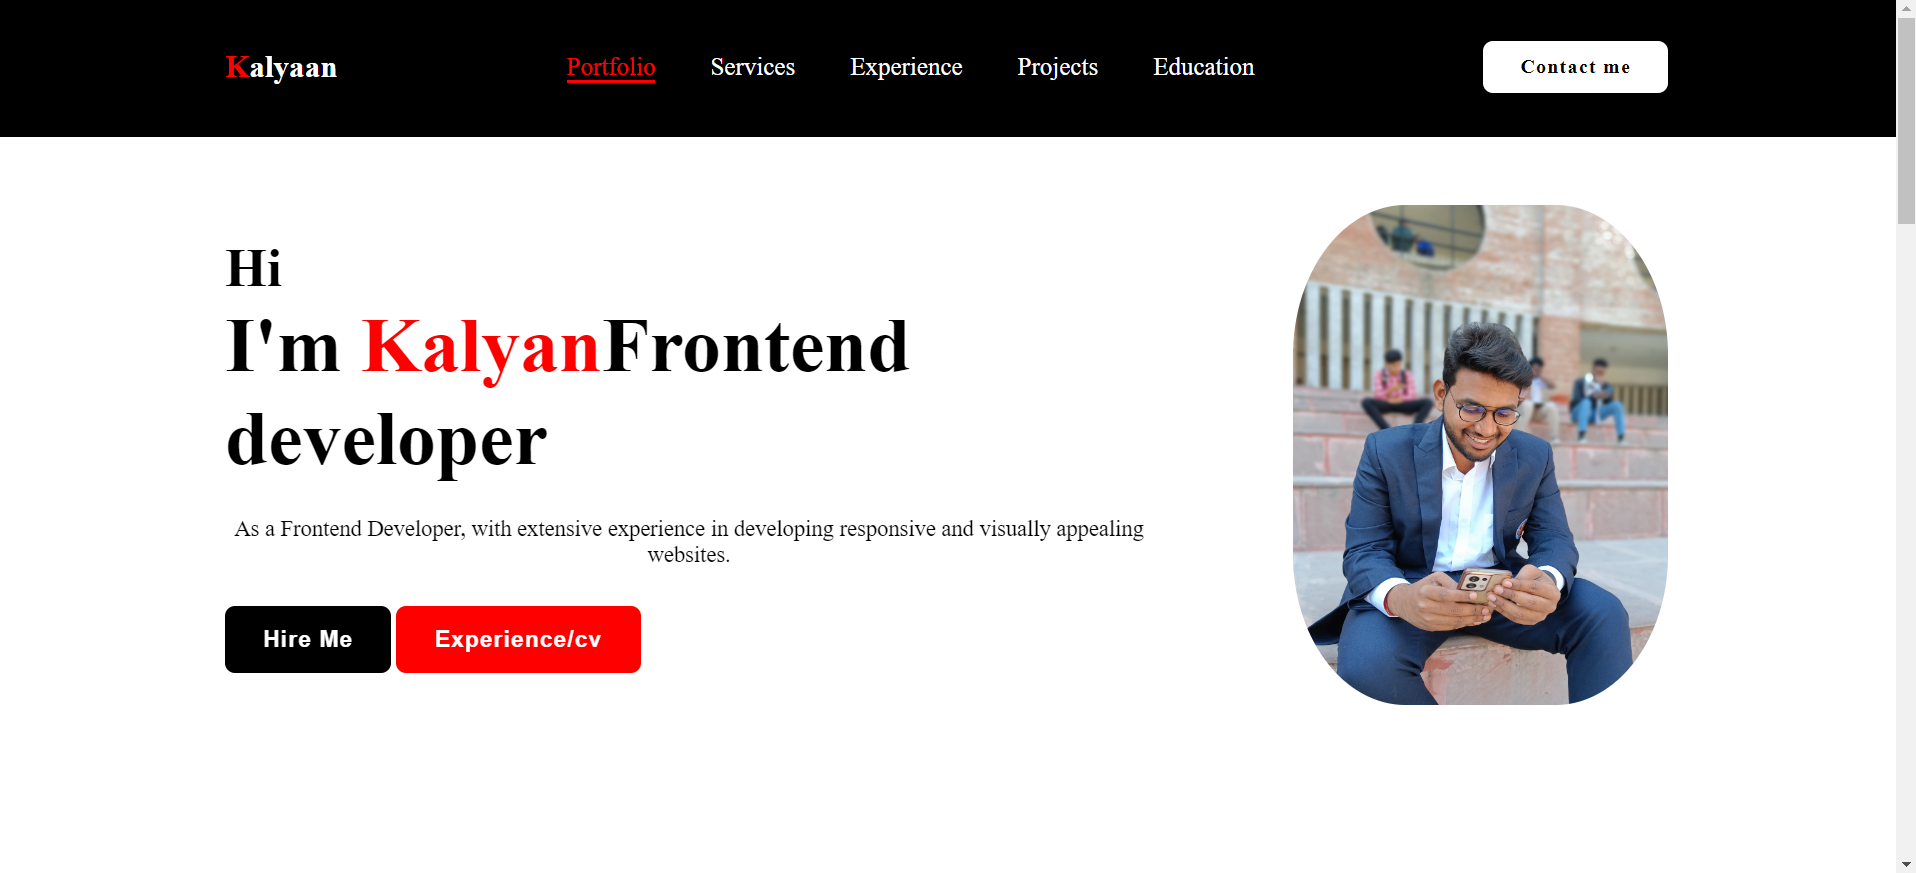 Kalyaan
Portfolio
Services
Experience
Projects
Education
Contact me
Hi
I'm KalyanFrontend
developer
As a Frontend Developer, with extensive experience in developing responsive and visually appealing
websites.
Hire Me
Experience/cv